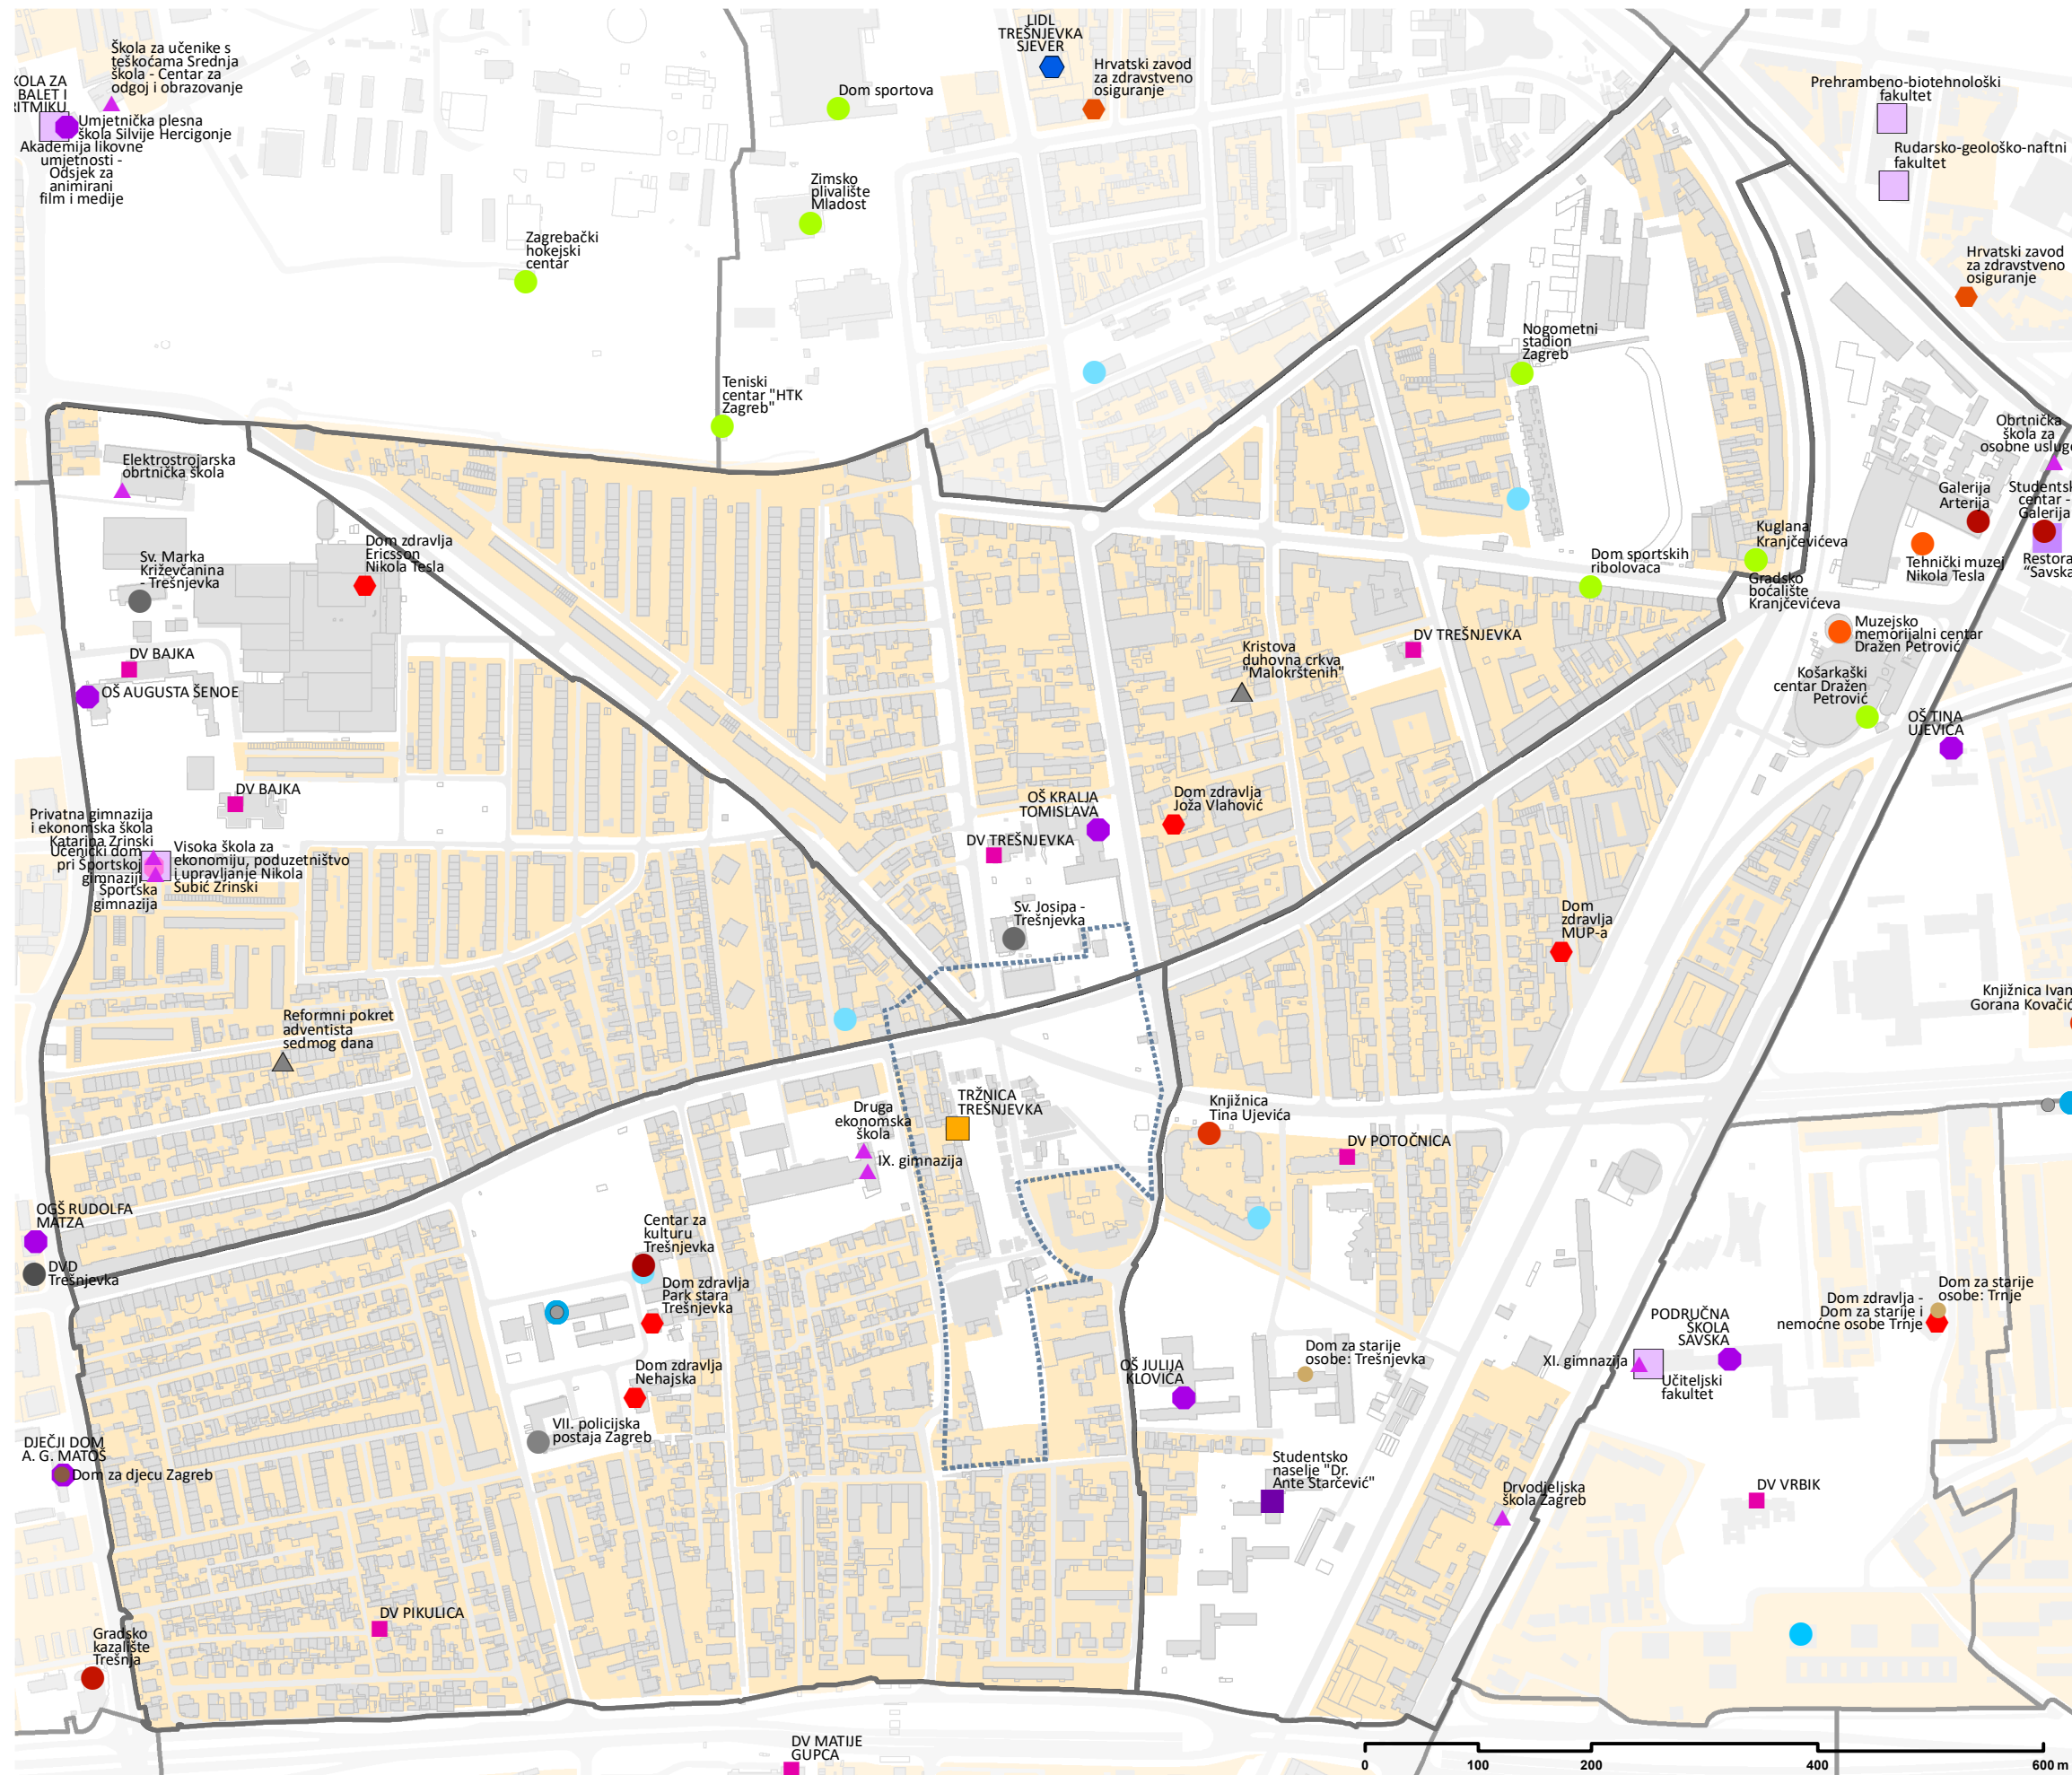 LIDL
TREŠNJEVKA
SJEVER
Škola za učenike s
teškoćama Srednja
škola - Centar za
odgoj i obrazovanje
BALET I
Umjetnička plesna
škola Silvije Hercigonje
Akademija likovne
umjetnosti -
Odsjek za
animirani
film i medije
Dom sportova
Hrvatski zavod
za zdravstveno
osiguranje
Prehrambeno-biotehnološki
fakultet
Rudarsko-geološko-naftni
fakultet
Zimsko
plivalište
Mladost
Zagrebački
hokejski
centar
Hrvatski zavod
za zdravstveno
osiguranje
Nogometni
stadion
Zagreb
Teniski
centar "HTK
Zagreb"
Obrtnička
škola za
osobne
Elektrostrojarska
obrtnička škola
Galerija
Arterija
centar -
Galerija
Kuglana
Kranjčevićeva
Dom zdravlja
Ericsson
Nikola Tesla
Sv. Marka
Križevčanina
- Trešnjevka
Dom sportskih
ribolovaca
Tehnički muzej
Nikola Tesla
Gradsko
boćalište
Kranjčevićeva
Muzejsko
memorijalni centar
Dražen Petrović
DV TREŠNJEVKA
Kristova
duhovna crkva
"Malokrštenih"
DV BAJKA
OŠ AUGUSTA ŠENOE
Košarkaški
centar Dražen
Petrović
OŠ TINA
UJEVIĆA
DV BAJKA
OŠ KRALJA
TOMISLAVA
Dom zdravlja
Joža Vlahović
DV TREŠNJEVKA
Privatna gimnazija
i ekonomska škola
Katarina Zrinski
Učenički dom
pri Športskoj
gimnaziji
Športska
gimnazija
Visoka škola za
ekonomiju, poduzetništvo
i upravljanje Nikola
Šubić Zrinski
Sv. Josipa -
Trešnjevka
Dom
zdravlja
MUP-a
Knjižnica Ivan
Gorana
Reformni pokret
adventista
sedmog dana
TRŽNICA
TREŠNJEVKA
Druga
ekonomska
škola
IX. gimnazija
Knjižnica
Tina Ujevića
DV POTOČNICA
OGŠ RUDOLFA
MATZA
DVD
Trešnjevka
Centar za
kulturu
Trešnjevka
Dom zdravlja
Park stara
Trešnjevka
Dom za starije
osobe: Trnje
Dom zdravlja -
Dom za starije i
nemoćne osobe Trnje
PODRUČNA
ŠKOLA
SAVSKA
XI. gimnazija
Učiteljski
fakultet
Dom za starije
osobe: Trešnjevka
OŠ JULIJA
KLOVIĆA
Dom zdravlja
Nehajska
VII. policijska
postaja Zagreb
DJEČJI DOM
A. G. MATOŠ
Dom za djecu Zagreb
Studentsko
naselje "Dr.
Ante Starčević"
Drvodjeljska
škola Zagreb
DV VRBIK
DV PIKULICA
Gradsko
kazalište
Trešnja
DV MATIJE
GUPCA
0 100 200 400 600 m